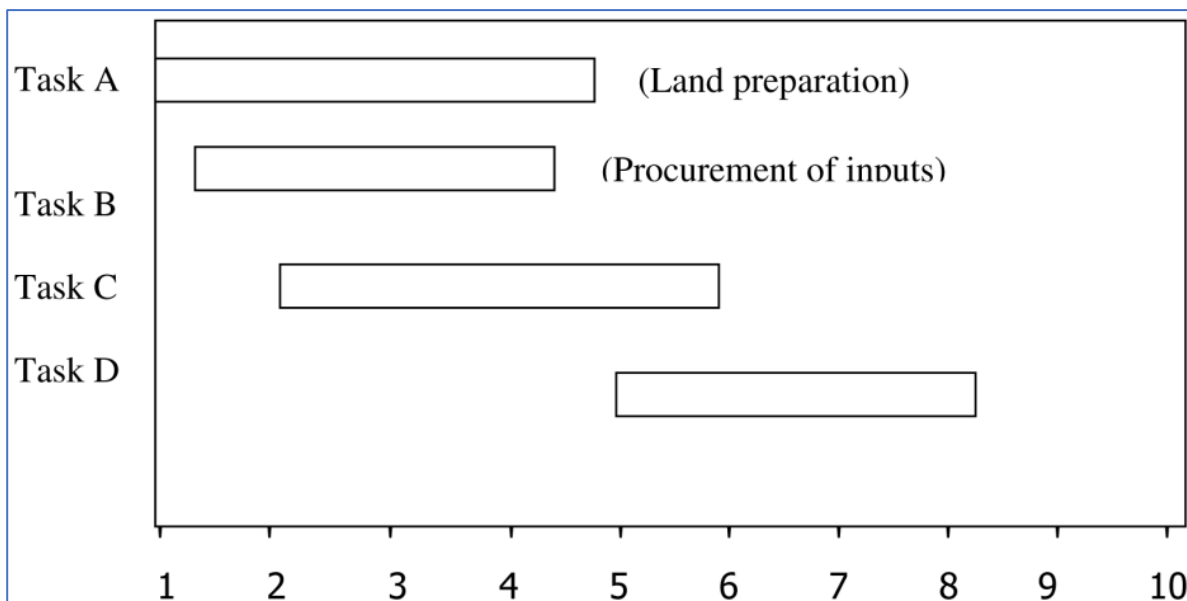 Task A (Land preparation)
(Procurement of inputs)
Task B
Task C
Task D
1 2 3 4 5 6 7 8 9 10